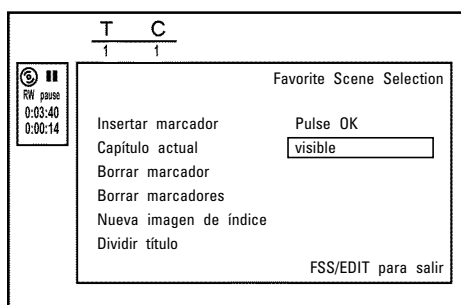 T C
1 1
RW pause
0:03:40
0:00:14
Favorite Scene Selection
Insertar marcador Pulse OK
Capítulo actual visible
Borrar marcador
Borrar marcadores
Nueva imagen de índice
Dividir título
FSS/EDIT para salir